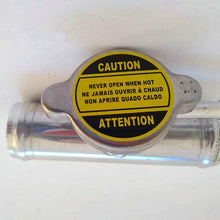 CAUTION
NEVER OPEN WHEN HOT
NE JAMAIS OUVRIR À CHAUD
NON APRIRE QUADO CALDO
ATTENTION